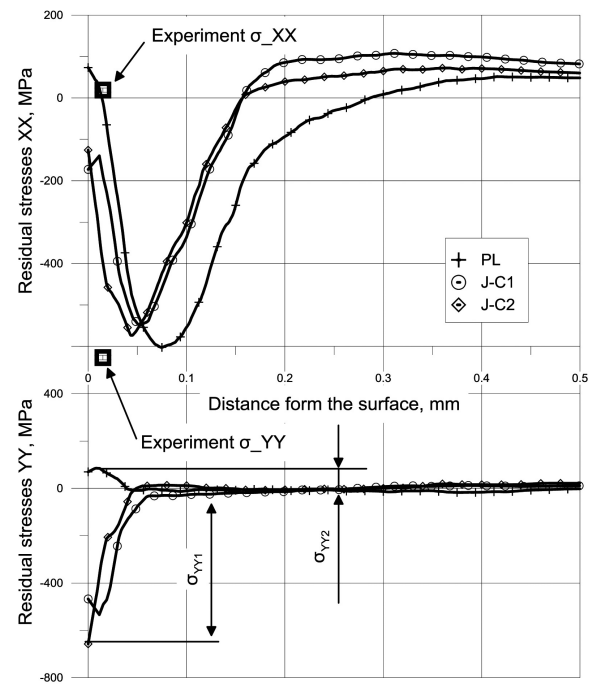 Residual stresses XX, MPa
200
0
-200
-400
Experiment σ_XX
PL
J-C1
J-C2
0 0.1 0.2 0.3 0.4 0.5
Distance form the surface, mm
Experiment σ_YY
Residual stresses YY, MPa
400
0
-400
-800
σYY1
σYY2